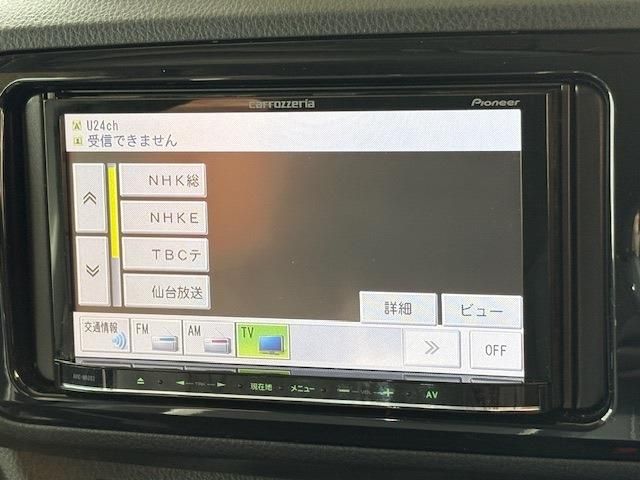 carrozzeria
Pioneer
U24ch
受信できません
NHK総
NHKE
TBCテ
仙台放送
詳細
ビュー
交通情報
FM
AM
TV
OFF
TRK
現在地
メニュー
VOL
AV